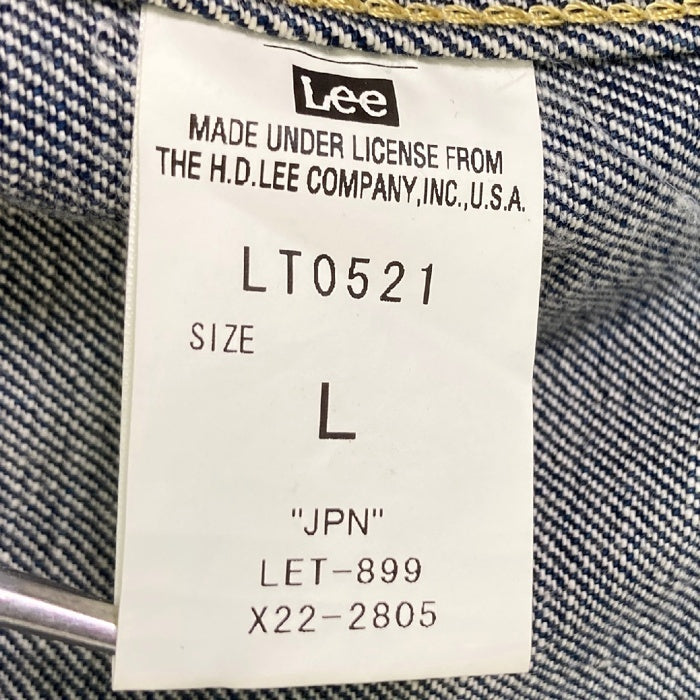 Lee
MADE UNDER LICENSE FROM
THE H.D.LEE COMPANY,INC.,U.S.A.
LT0521
SIZE
L
"JPN"
LET-899
X22-2805